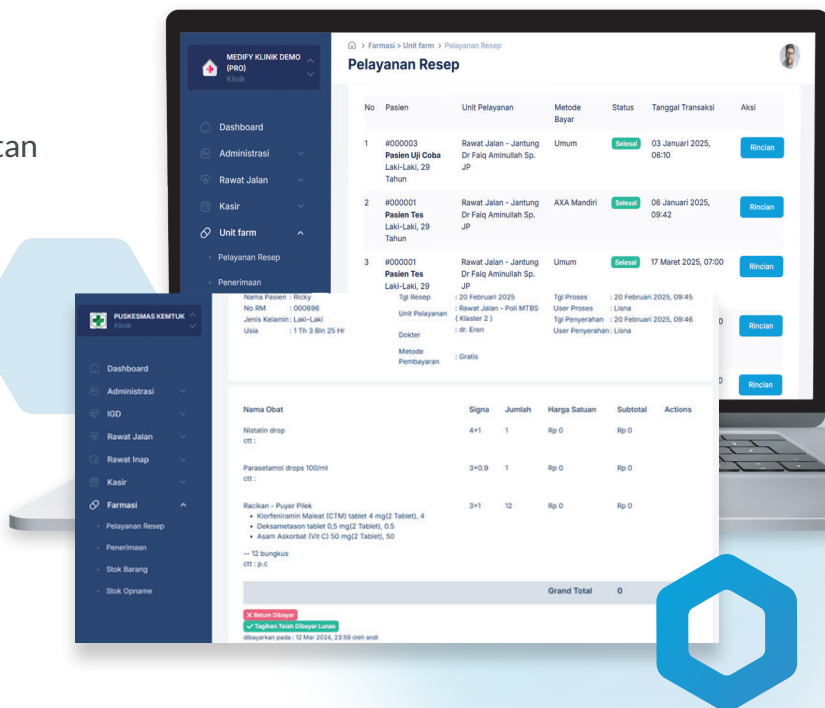 tan
MEDIFY KLINIK DEMO
(PRO)
Klinik
Dashboard
Administrasi
Rawat Jalan
Kasir
Unit farm
Pelayanan Resep
Penerimaan
Farmasi > Unit farm > Pelayanan Resep
Pelayanan Resep
No Pasien Unit Pelayanan Metode Bayar Status Tanggal Transaksi Aksi
1 #000003 Rawat Jalan - Jantung Umum Selesai 03 Januari 2025, Rincian
Pasien Uji Coba Dr Faiq Aminullah Sp. 06:10
Laki-Laki, 29 JP
Tahun
2 #000001 Rawat Jalan - Jantung AXA Mandiri Selesai 06 Januari 2025, Rincian
Pasien Tes Dr Faiq Aminullah Sp. 09:42
Laki-Laki, 29 JP
Tahun
3 #000001 Rawat Jalan - Jantung Umum Selesai 17 Maret 2025, 07:00 Rincian
Pasien Tes Dr Faiq Aminullah Sp.
Laki-Laki, 29 JP
0 Rincian
0 Rincian
PUSKESMAS KEMTUK
Klinik
Dashboard
Administrasi
IGD
Rawat Jalan
Rawat Inap
Kasir
Farmasi
Pelayanan Resep
Penerimaan
Stok Barang
Stok Opname
Nama Pasien : Ricky
No RM : 000696
Jenis Kelamin : Laki-Laki
Usia : 1 Th 3 Bln 25 Hr
Tgl Resep : 20 Februari 2025
Unit Pelayanan : Rawat Jalan - Poli MTBS
( Klaster 2 )
Dokter : dr. Eren
Metode
Pembayaran : Gratis
Tgl Proses : 20 Februari 2025, 09:45
User Proses : Lisna
Tgl Penyerahan : 20 Februari 2025, 09:46
User Penyerahan : Lisna
Nama Obat Signa Jumlah Harga Satuan Subtotal Actions
Nistatin drop 4×1 1 Rp 0 Rp 0
ctt :
Parasetamol drops 100/ml 3×0.9 1 Rp 0 Rp 0
ctt :
Racikan - Puyer Pilek 3×1 12 Rp 0 Rp 0
• Klorfeniramin Maleat (CTM) tablet 4 mg(2 Tablet), 4
• Deksametason tablet 0,5 mg(2 Tablet), 0.5
• Asam Askorbat (Vit C) 50 mg(2 Tablet), 50
-- 12 bungkus
ctt : p.c
Grand Total 0
Belum Dibayar
Tagihan Telah Dibayar Lunas
dibayarkan pada : 12 Mar 2024, 23:59 oleh andi